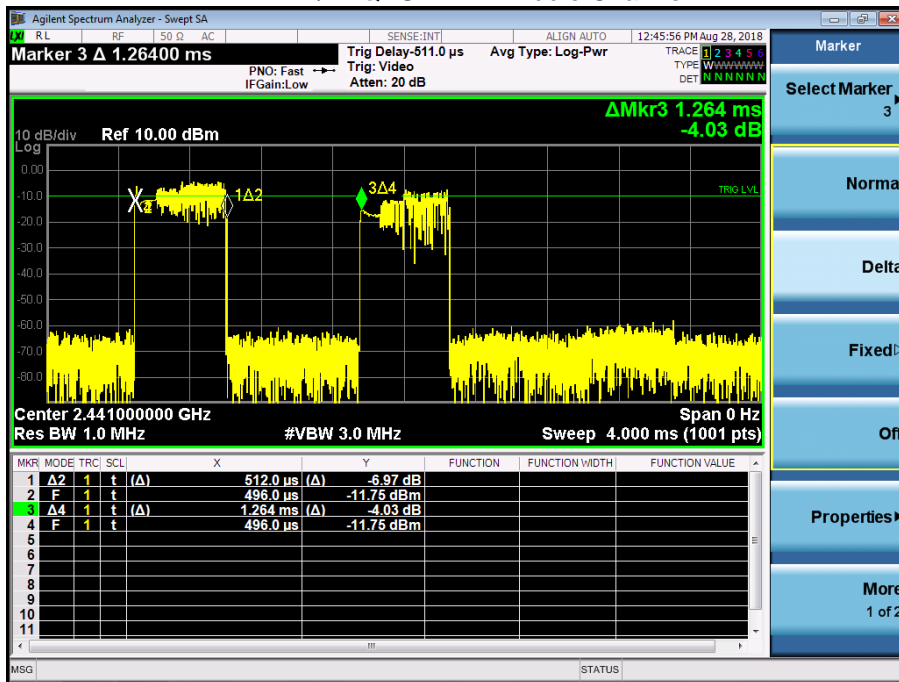 Agilent Spectrum Analyzer - Swept SA
LXI RL RF 50 Ω AC SENSE:INT ALIGN AUTO 12:45:56 PM Aug 28, 2018
Marker 3 Δ 1.26400 ms
Trig Delay-511.0 µs Avg Type: Log-Pwr TRACE 1 2 3 4 5 6
PNO: Fast Trig: Video TYPE WWWWWWW
IFGain:Low Atten: 20 dB DET N N N N N N
ΔMkr3 1.264 ms
-4.03 dB
10 dB/div Ref 10.00 dBm
Log
0.00
-10.0
-20.0
-30.0
-40.0
-50.0
-60.0
-70.0
-80.0
1Δ2
3Δ4
TRIG LVL
Center 2.441000000 GHz Span 0 Hz
Res BW 1.0 MHz #VBW 3.0 MHz Sweep 4.000 ms (1001 pts)
MKR MODE TRC SCL X Y FUNCTION FUNCTION WIDTH FUNCTION VALUE
1 Δ2 1 t (Δ) 512.0 µs (Δ) -6.97 dB
2 F 1 t 496.0 µs -11.75 dBm
3 Δ4 1 t (Δ) 1.264 ms (Δ) -4.03 dB
4 F 1 t 496.0 µs -11.75 dBm
5
6
7
8
9
10
11
MSG STATUS
Marker
Select Marker
3
Norma
Delta
Fixed
Off
Properties
More
1 of 2